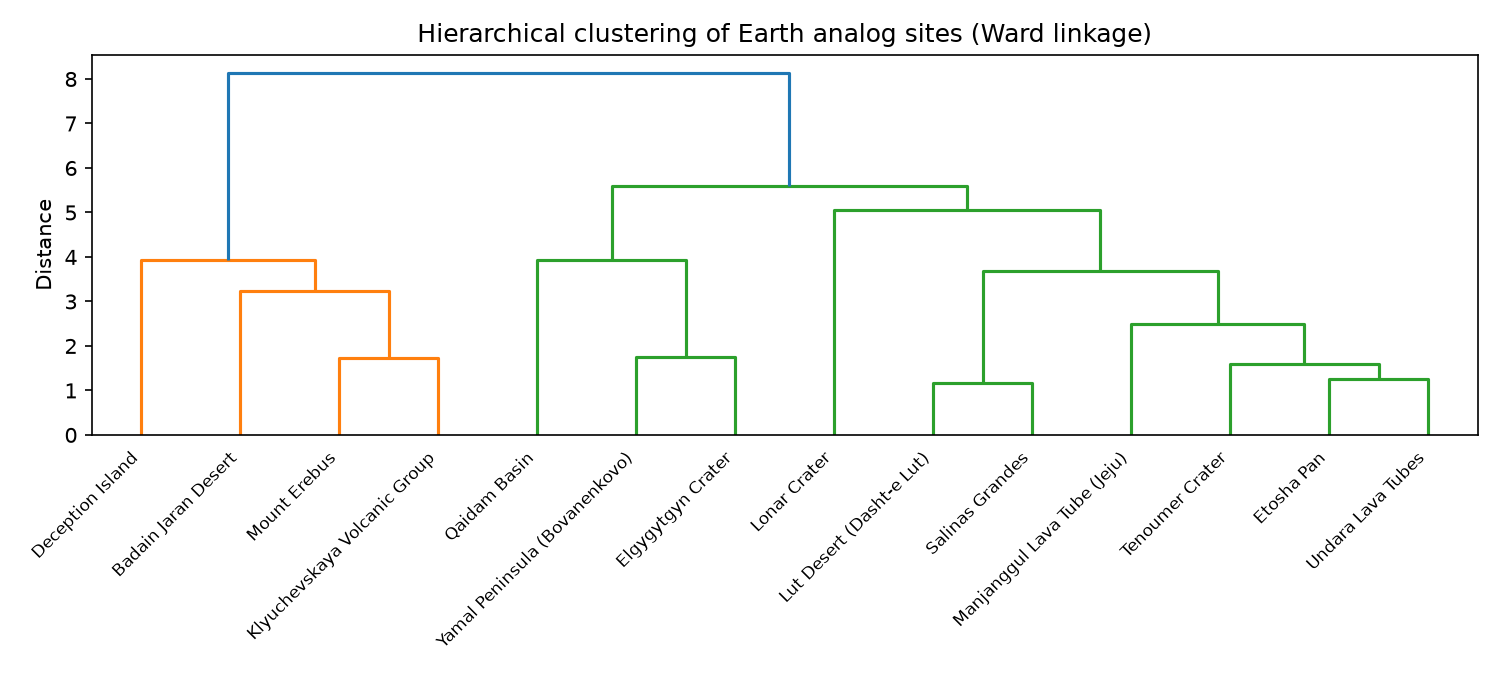 Hierarchical clustering of Earth analog sites (Ward linkage)
Distance
8
7
6
5
4
3
2
1
0
Deception Island
Badain Jaran Desert
Mount Erebus
Klyuchevskaya Volcanic Group
Qaidam Basin
Yamal Peninsula (Bovanenkovo)
Elgygytgyn Crater
Lonar Crater
Lut Desert (Dasht-e Lut)
Salinas Grandes
Manjanggul Lava Tube (Jeju)
Tenoumer Crater
Etosha Pan
Undara Lava Tubes